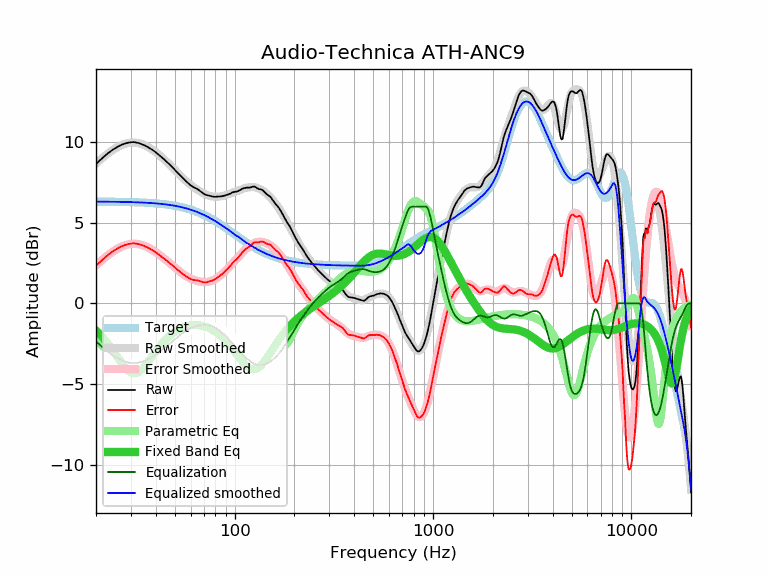 Audio-Technica ATH-ANC9
Amplitude (dBr)
10
5
0
−5
−10
Target
Raw Smoothed
Error Smoothed
Raw
Error
Parametric Eq
Fixed Band Eq
Equalization
Equalized smoothed
100 1000 10000
Frequency (Hz)